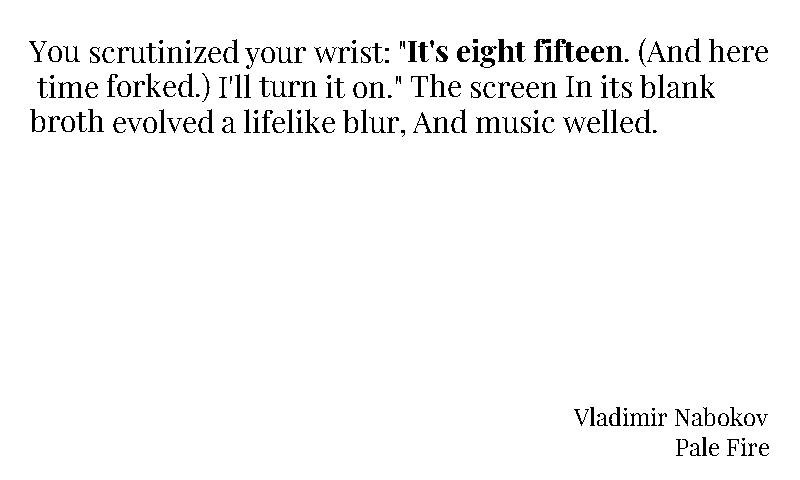 You scrutinized your wrist: "It's eight fifteen. (And here
time forked.) I'll turn it on." The screen In its blank
broth evolved a lifelike blur, And music welled.
Vladimir Nabokov
Pale Fire